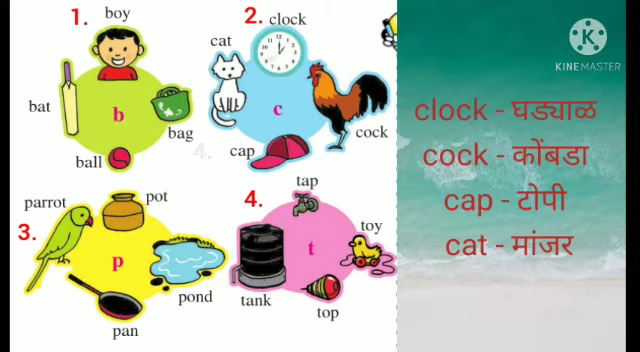 1.
boy
bat
b
bag
ball
2.
clock
cat
c
cock
cap
4.
3.
parrot
pot
p
pond
pan
4.
tap
toy
t
tank
top
K
KINEMASTER
clock - घड्याळ
cock - कोंबडा
cap - टोपी
cat - मांजर